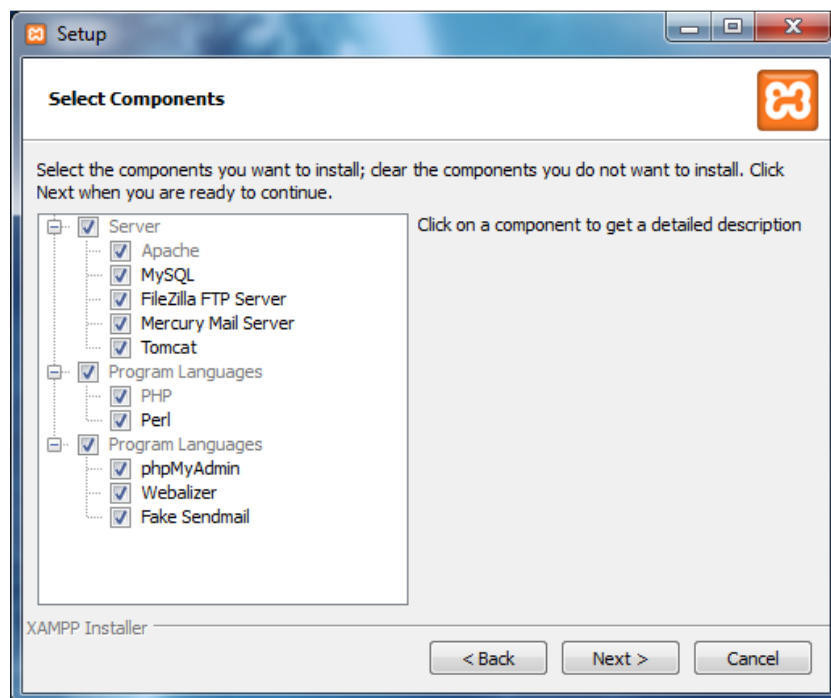 Setup
Select Components
Select the components you want to install; clear the components you do not want to install. Click
Next when you are ready to continue.
Server
Apache
MySQL
FileZilla FTP Server
Mercury Mail Server
Tomcat
Program Languages
PHP
Perl
Program Languages
phpMyAdmin
Webalizer
Fake Sendmail
Click on a component to get a detailed description
XAMPP Installer
< Back
Next >
Cancel